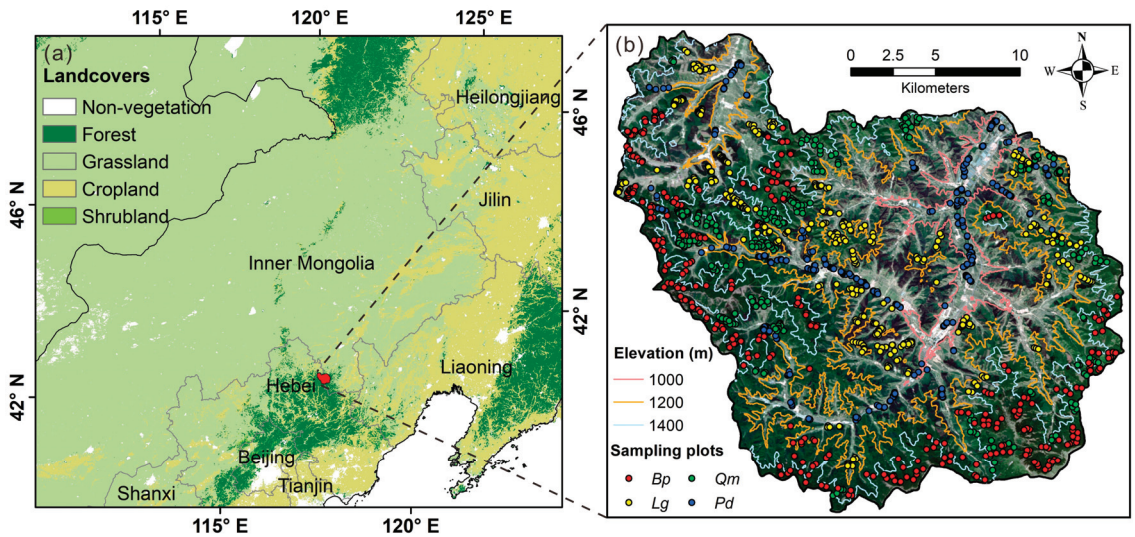 115° E
120° E
125° E
(a)
Landcovers
Non-vegetation
Forest
Grassland
Cropland
Shrubland
Heilongjiang
Jilin
Inner Mongolia
Liaoning
Hebei
Beijing
Tianjin
Shanxi
46° N
42° N
46° N
42° N
115° E
120° E
(b)
0 2.5 5 10
Kilometers
N
W E
S
Elevation (m)
1000
1200
1400
Sampling plots
Bp Qm
Lg Pd